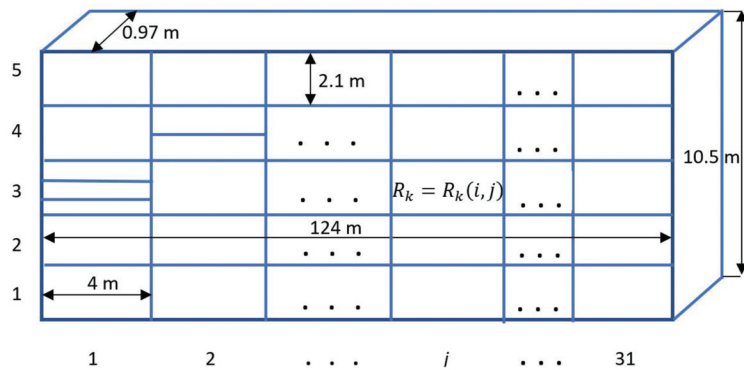 0.97 m
5
2.1 m
. . .
4
. . .
. . .
10.5 m
3
R_k = R_k(i, j)
. . .
. . .
124 m
2
. . .
. . .
4 m
1
. . .
. . .
1 2 . . . i . . . 31